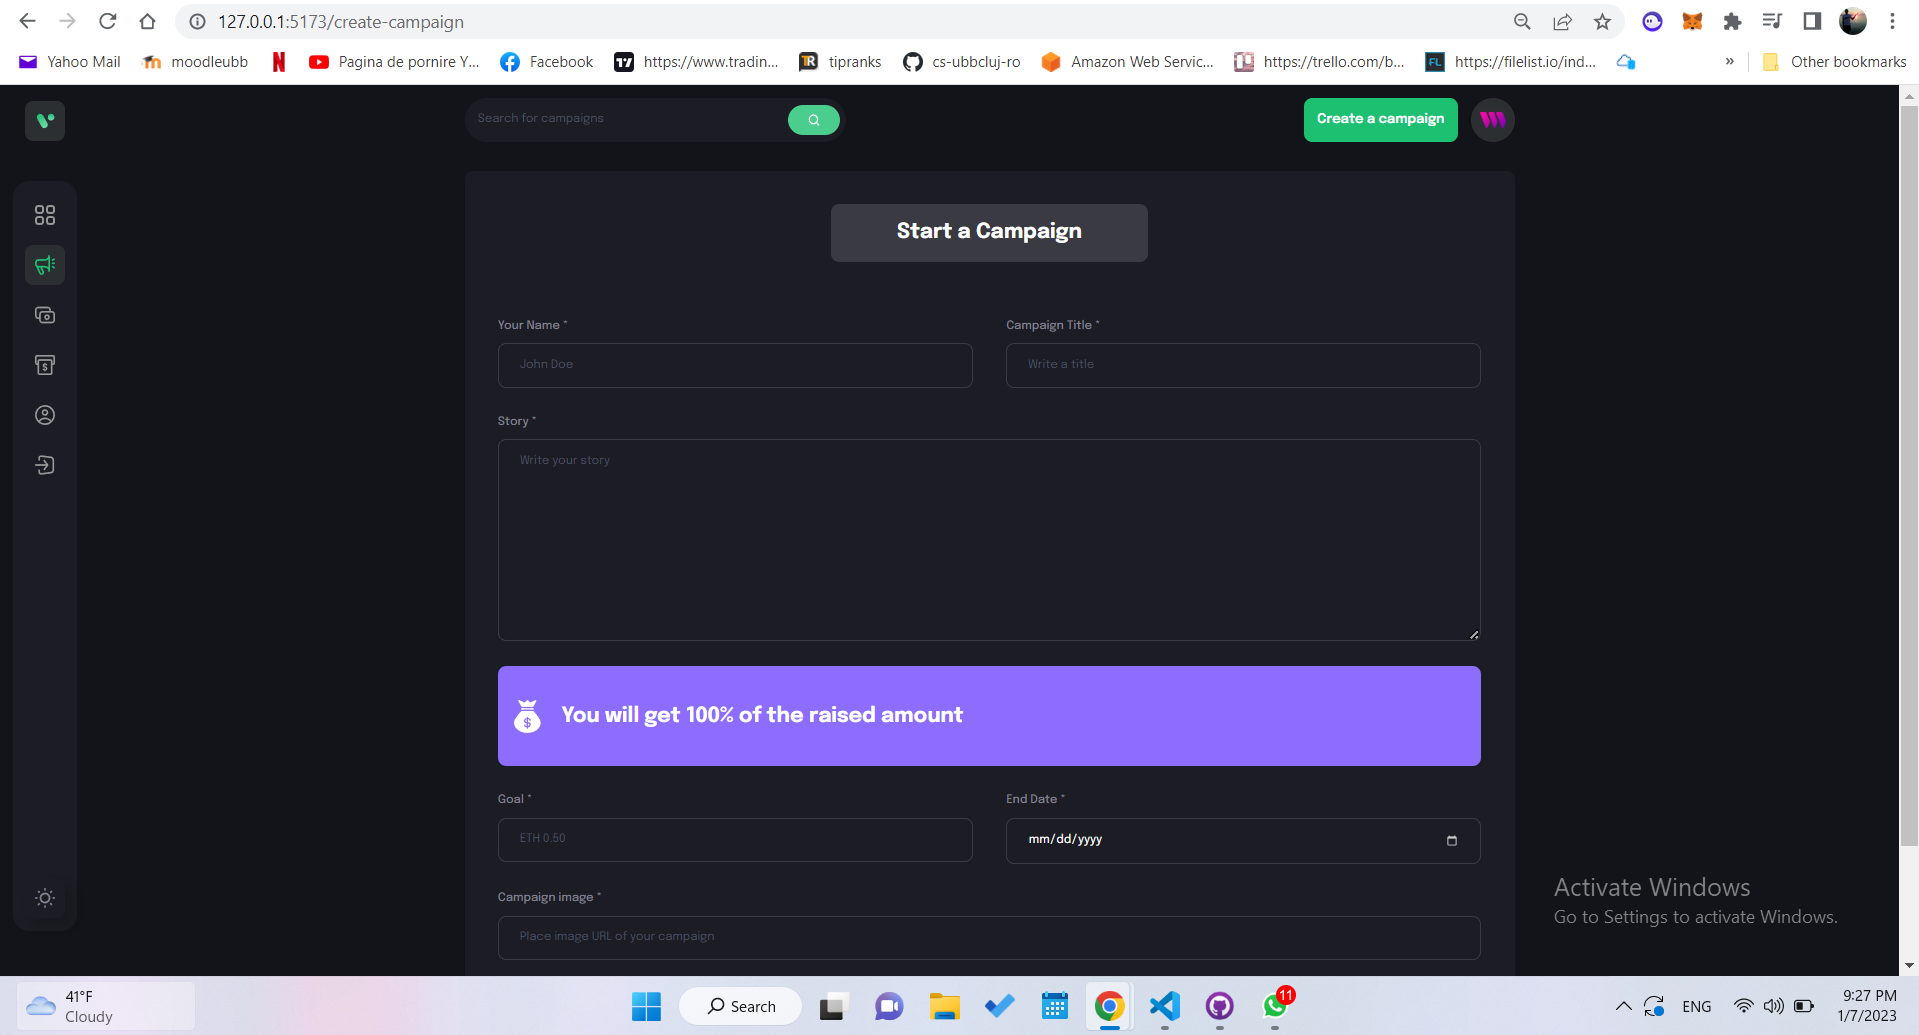 127.0.0.1:5173/create-campaign
Yahoo Mail
moodleubb
Pagina de pornire Y...
Facebook
https://www.tradin...
tipranks
cs-ubbcluj-ro
Amazon Web Servic...
https://trello.com/b...
FL
https://filelist.io/ind...
»
Other bookmarks
Search for campaigns
Create a campaign
Start a Campaign
Your Name *
Campaign Title *
John Doe
Write a title
Story *
Write your story
$
You will get 100% of the raised amount
Goal *
End Date *
ETH 0.50
mm/dd/yyyy
Campaign image *
Place image URL of your campaign
Activate Windows
Go to Settings to activate Windows.
41°F
Cloudy
Search
11
ENG
9:27 PM
1/7/2023